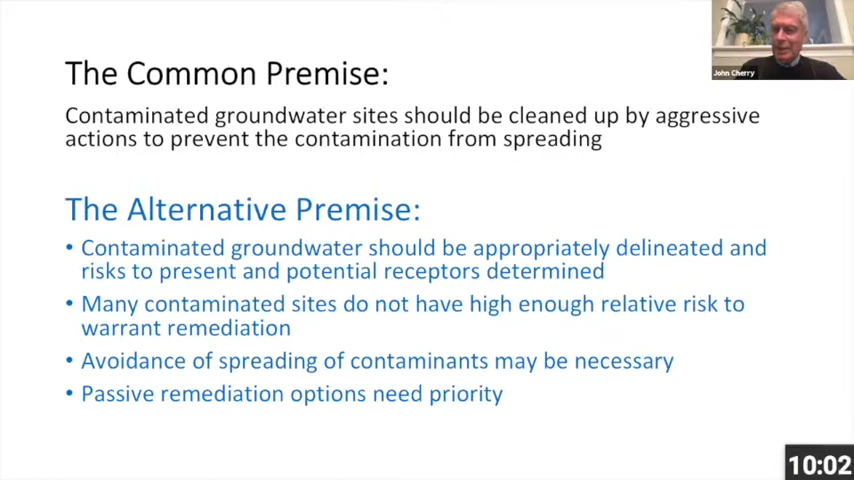 John Cherry
The Common Premise:
Contaminated groundwater sites should be cleaned up by aggressive
actions to prevent the contamination from spreading
The Alternative Premise:
• Contaminated groundwater should be appropriately delineated and
risks to present and potential receptors determined
• Many contaminated sites do not have high enough relative risk to
warrant remediation
• Avoidance of spreading of contaminants may be necessary
• Passive remediation options need priority
10:02